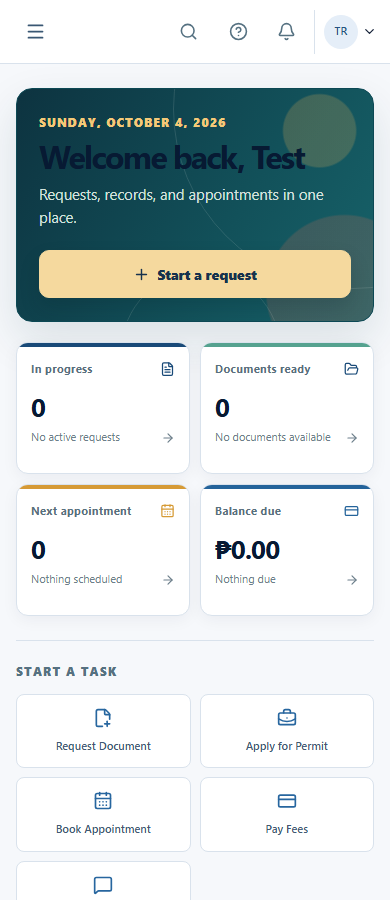 TR
SUNDAY, OCTOBER 4, 2026
Welcome back, Test
Requests, records, and appointments in one
place.
Start a request
In progress
0
No active requests
Documents ready
0
No documents available
Next appointment
0
Nothing scheduled
Balance due
₱0.00
Nothing due
START A TASK
Request Document
Apply for Permit
Book Appointment
Pay Fees